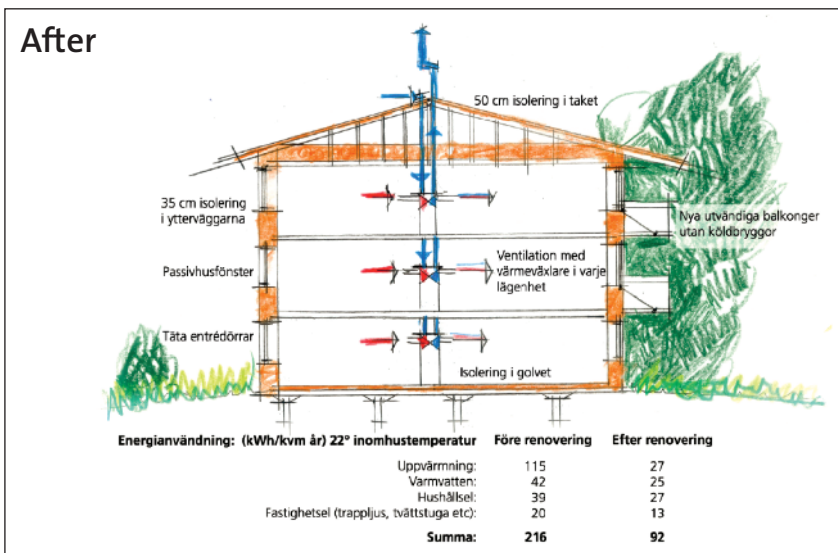 After
50 cm isolering i taket
35 cm isolering
i ytterväggarna
Nya utvändiga balkonger
utan köldbryggor
Ventilation med
värmeväxlare i varje
lägenhet
Passivhusfönster
Täta entrédörrar
Isolering i golvet
Energianvändning: (kWh/kvm år) 22° inomhustemperatur Före renovering Efter renovering
Uppvärmning: 115 27
Varmvatten: 42 25
Hushållsel: 39 27
Fastighetsel (trappljus, tvättstuga etc): 20 13
Summa: 216 92